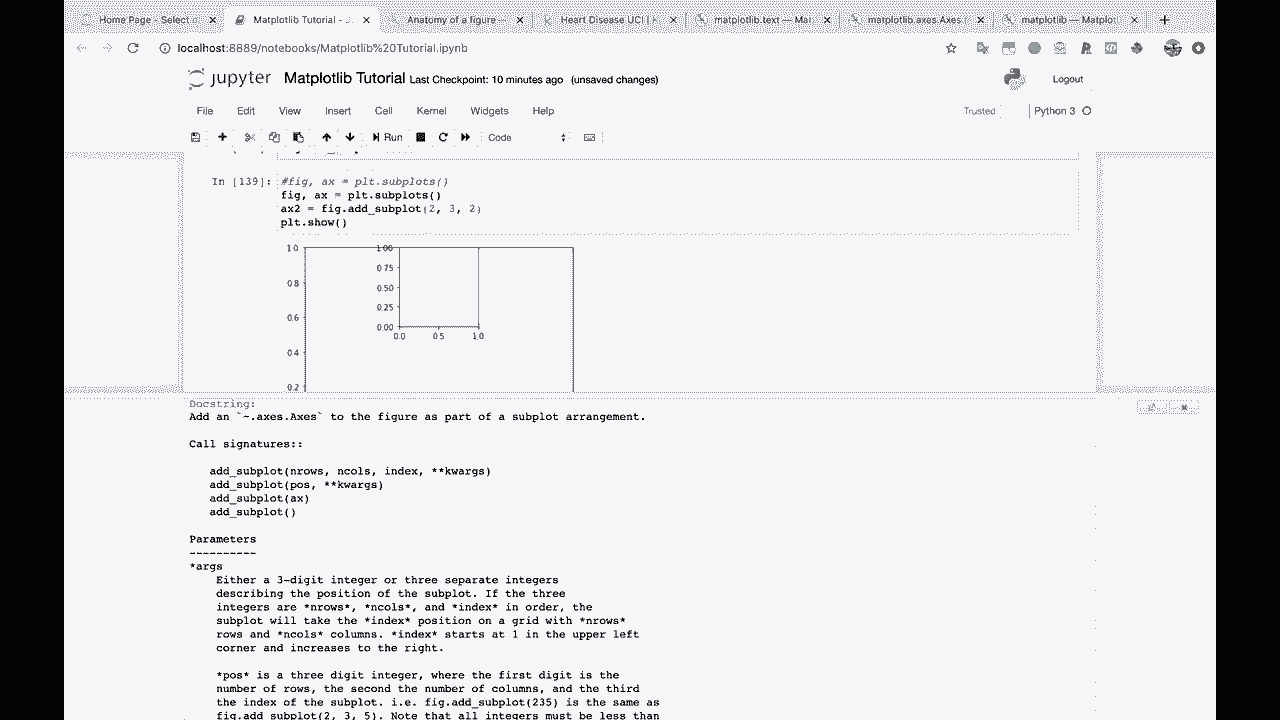 Home Page - Select
Matplotlib Tutorial - J
Anatomy of a figure —
Heart Disease UCI | K
matplotlib.text — Mat
matplotlib.axes.Axes
matplotlib — Matplotl
localhost:8889/notebooks/Matplotlib%20Tutorial.ipynb
jupyter Matplotlib Tutorial Last Checkpoint: 10 minutes ago (unsaved changes)
Logout
File Edit View Insert Cell Kernel Widgets Help
Trusted Python 3
Run Code
In [139]: #fig, ax = plt.subplots()
fig, ax = plt.subplots()
ax2 = fig.add_subplot(2, 3, 2)
plt.show()
1.0
0.8
0.6
0.4
0.2
1.00
0.75
0.50
0.25
0.00
0.0 0.5 1.0
Docstring:
Add an `~.axes.Axes` to the figure as part of a subplot arrangement.
Call signatures::
add_subplot(nrows, ncols, index, **kwargs)
add_subplot(pos, **kwargs)
add_subplot(ax)
add_subplot()
Parameters
----------
*args
Either a 3-digit integer or three separate integers
describing the position of the subplot. If the three
integers are *nrows*, *ncols*, and *index* in order, the
subplot will take the *index* position on a grid with *nrows*
rows and *ncols* columns. *index* starts at 1 in the upper left
corner and increases to the right.
*pos* is a three digit integer, where the first digit is the
number of rows, the second the number of columns, and the third
the index of the subplot. i.e. fig.add_subplot(235) is the same as
fig.add_subplot(2, 3, 5). Note that all integers must be less than